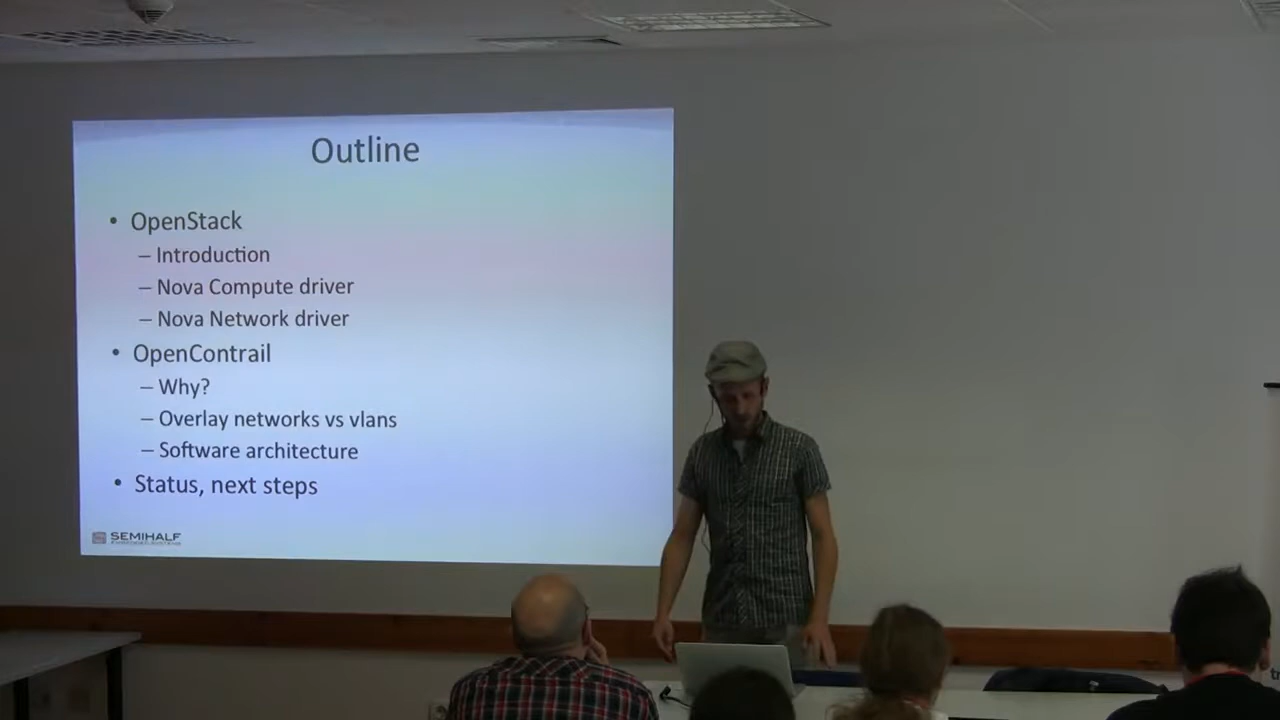 Outline
• OpenStack
– Introduction
– Nova Compute driver
– Nova Network driver
• OpenContrail
– Why?
– Overlay networks vs vlans
– Software architecture
• Status, next steps
SEMIHALF